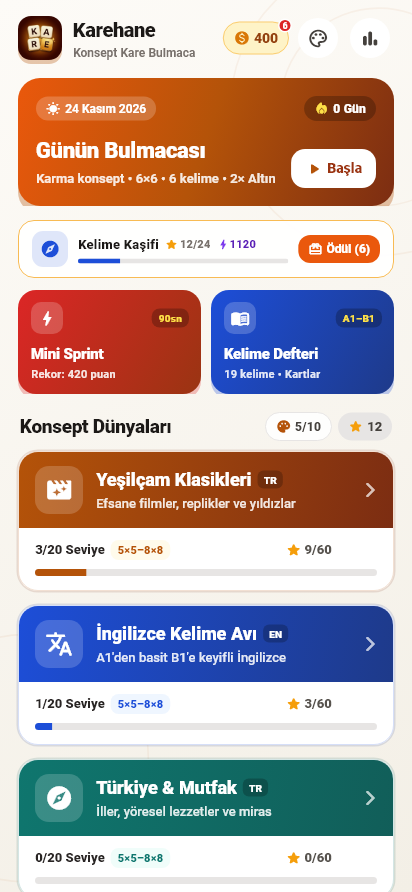 KA
RE
Karehane
Konsept Kare Bulmaca
400
6
24 Kasım 2026
0 Gün
Günün Bulmacası
Karma konsept • 6×6 • 6 kelime • 2× Altın
Başla
Kelime Kaşifi
12/24
1120
Ödül (6)
90sn
Mini Sprint
Rekor: 420 puan
A1–B1
Kelime Defteri
19 kelime • Kartlar
Konsept Dünyaları
5/10
12
Yeşilçam Klasikleri TR
Efsane filmler, replikler ve yıldızlar
3/20 Seviye 5×5–8×8 9/60
İngilizce Kelime Avı EN
A1'den basit B1'e keyifli İngilizce
1/20 Seviye 5×5–8×8 3/60
Türkiye & Mutfak TR
İller, yöresel lezzetler ve miras
0/20 Seviye 5×5–8×8 0/60